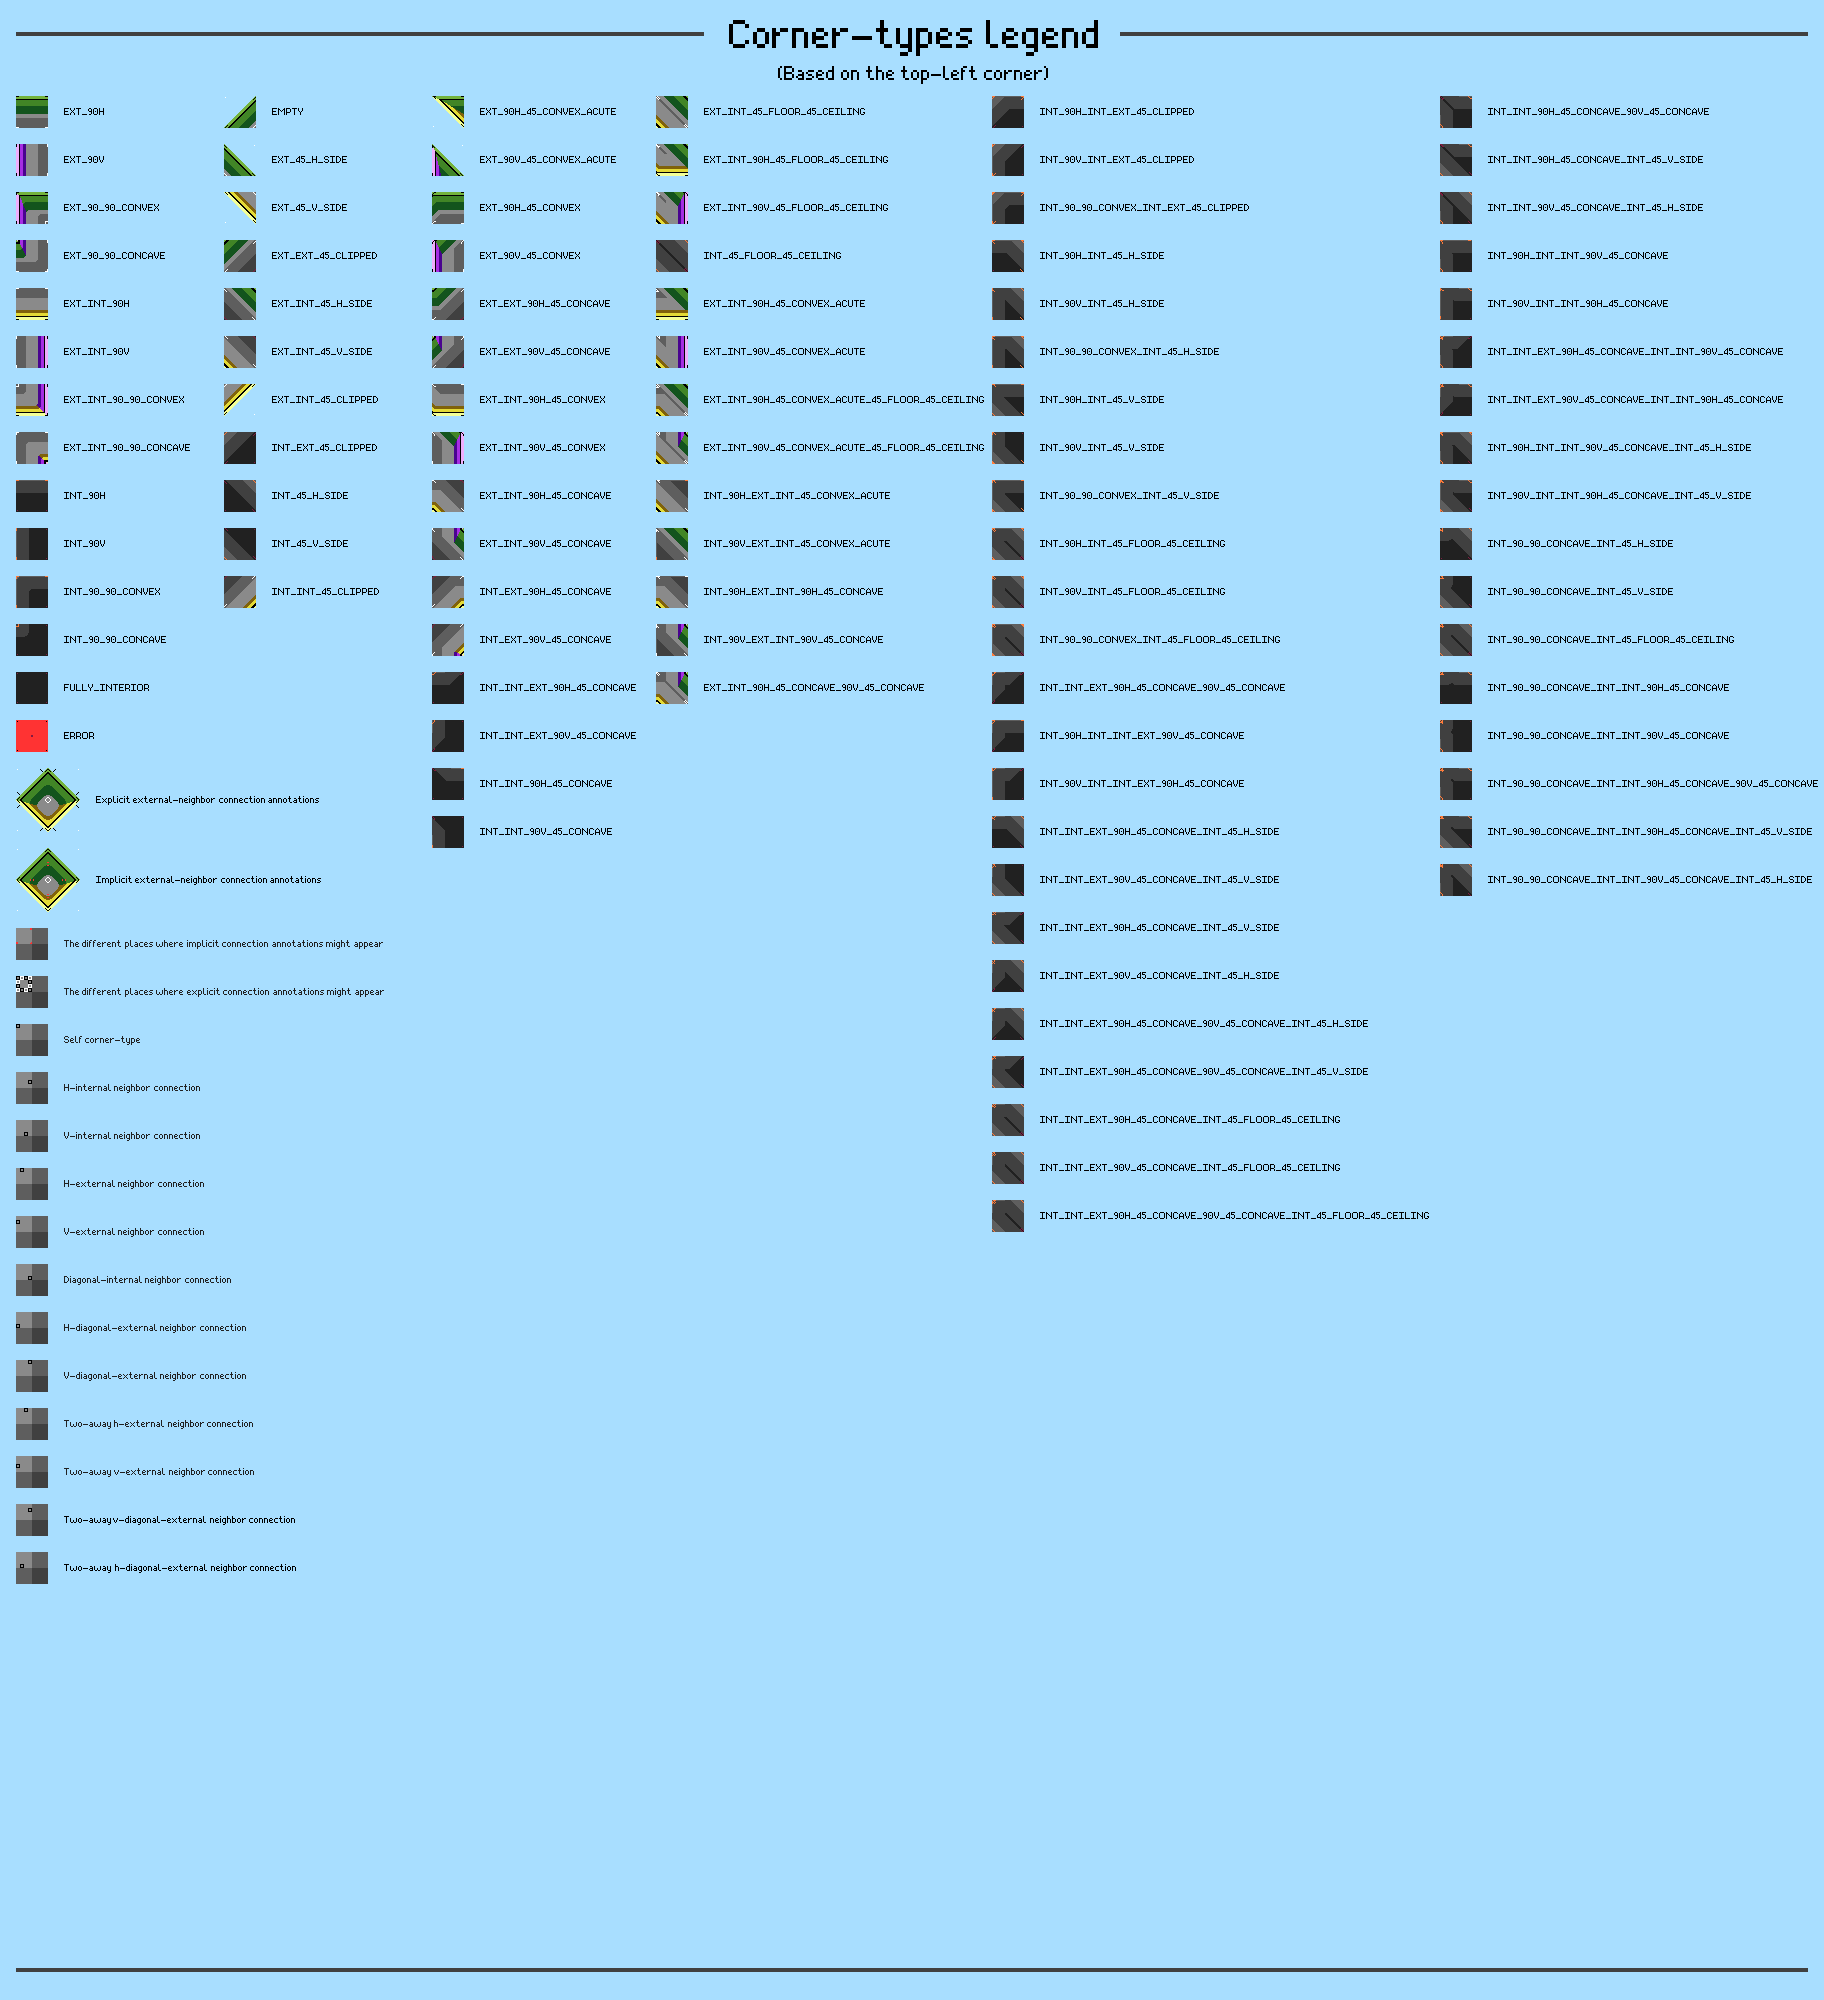 Corner-types legend
(Based on the top-left corner)
EXT_90H
EXT_90V
EXT_90_90_CONVEX
EXT_90_90_CONCAVE
EXT_INT_90H
EXT_INT_90V
EXT_INT_90_90_CONVEX
EXT_INT_90_90_CONCAVE
INT_90H
INT_90V
INT_90_90_CONVEX
INT_90_90_CONCAVE
FULLY_INTERIOR
ERROR
Explicit external-neighbor connection annotations
Implicit external-neighbor connection annotations
The different places where implicit connection annotations might appear
The different places where explicit connection annotations might appear
Self corner-type
H-internal neighbor connection
V-internal neighbor connection
H-external neighbor connection
V-external neighbor connection
Diagonal-internal neighbor connection
H-diagonal-external neighbor connection
V-diagonal-external neighbor connection
Two-away h-external neighbor connection
Two-away v-external neighbor connection
Two-away v-diagonal-external neighbor connection
Two-away h-diagonal-external neighbor connection
EMPTY
EXT_45_H_SIDE
EXT_45_V_SIDE
EXT_EXT_45_CLIPPED
EXT_INT_45_H_SIDE
EXT_INT_45_V_SIDE
EXT_INT_45_CLIPPED
INT_EXT_45_CLIPPED
INT_45_H_SIDE
INT_45_V_SIDE
INT_INT_45_CLIPPED
EXT_90H_45_CONVEX_ACUTE
EXT_90V_45_CONVEX_ACUTE
EXT_90H_45_CONVEX
EXT_90V_45_CONVEX
EXT_EXT_90H_45_CONCAVE
EXT_EXT_90V_45_CONCAVE
EXT_INT_90H_45_CONVEX
EXT_INT_90V_45_CONVEX
EXT_INT_90H_45_CONCAVE
EXT_INT_90V_45_CONCAVE
INT_EXT_90H_45_CONCAVE
INT_EXT_90V_45_CONCAVE
INT_INT_EXT_90H_45_CONCAVE
INT_INT_EXT_90V_45_CONCAVE
INT_INT_90H_45_CONCAVE
INT_INT_90V_45_CONCAVE
EXT_INT_45_FLOOR_45_CEILING
EXT_INT_90H_45_FLOOR_45_CEILING
EXT_INT_90V_45_FLOOR_45_CEILING
INT_45_FLOOR_45_CEILING
EXT_INT_90H_45_CONVEX_ACUTE
EXT_INT_90V_45_CONVEX_ACUTE
EXT_INT_90H_45_CONVEX_ACUTE_45_FLOOR_45_CEILING
EXT_INT_90V_45_CONVEX_ACUTE_45_FLOOR_45_CEILING
INT_90H_EXT_INT_45_CONVEX_ACUTE
INT_90V_EXT_INT_45_CONVEX_ACUTE
INT_90H_EXT_INT_90H_45_CONCAVE
INT_90V_EXT_INT_90V_45_CONCAVE
EXT_INT_90H_45_CONCAVE_90V_45_CONCAVE
INT_90H_INT_EXT_45_CLIPPED
INT_90V_INT_EXT_45_CLIPPED
INT_90_90_CONVEX_INT_EXT_45_CLIPPED
INT_90H_INT_45_H_SIDE
INT_90V_INT_45_H_SIDE
INT_90_90_CONVEX_INT_45_H_SIDE
INT_90H_INT_45_V_SIDE
INT_90V_INT_45_V_SIDE
INT_90_90_CONVEX_INT_45_V_SIDE
INT_90H_INT_45_FLOOR_45_CEILING
INT_90V_INT_45_FLOOR_45_CEILING
INT_90_90_CONVEX_INT_45_FLOOR_45_CEILING
INT_INT_EXT_90H_45_CONCAVE_90V_45_CONCAVE
INT_90H_INT_INT_EXT_90V_45_CONCAVE
INT_90V_INT_INT_EXT_90H_45_CONCAVE
INT_INT_EXT_90H_45_CONCAVE_INT_45_H_SIDE
INT_INT_EXT_90V_45_CONCAVE_INT_45_V_SIDE
INT_INT_EXT_90H_45_CONCAVE_INT_45_V_SIDE
INT_INT_EXT_90V_45_CONCAVE_INT_45_H_SIDE
INT_INT_EXT_90H_45_CONCAVE_90V_45_CONCAVE_INT_45_H_SIDE
INT_INT_EXT_90H_45_CONCAVE_90V_45_CONCAVE_INT_45_V_SIDE
INT_INT_EXT_90H_45_CONCAVE_INT_45_FLOOR_45_CEILING
INT_INT_EXT_90V_45_CONCAVE_INT_45_FLOOR_45_CEILING
INT_INT_EXT_90H_45_CONCAVE_90V_45_CONCAVE_INT_45_FLOOR_45_CEILING
INT_INT_90H_45_CONCAVE_90V_45_CONCAVE
INT_INT_90H_45_CONCAVE_INT_45_V_SIDE
INT_INT_90V_45_CONCAVE_INT_45_H_SIDE
INT_90H_INT_INT_90V_45_CONCAVE
INT_90V_INT_INT_90H_45_CONCAVE
INT_INT_EXT_90H_45_CONCAVE_INT_INT_90V_45_CONCAVE
INT_INT_EXT_90V_45_CONCAVE_INT_INT_90H_45_CONCAVE
INT_90H_INT_INT_90V_45_CONCAVE_INT_45_H_SIDE
INT_90V_INT_INT_90H_45_CONCAVE_INT_45_V_SIDE
INT_90_90_CONCAVE_INT_45_H_SIDE
INT_90_90_CONCAVE_INT_45_V_SIDE
INT_90_90_CONCAVE_INT_45_FLOOR_45_CEILING
INT_90_90_CONCAVE_INT_INT_90H_45_CONCAVE
INT_90_90_CONCAVE_INT_INT_90V_45_CONCAVE
INT_90_90_CONCAVE_INT_INT_90H_45_CONCAVE_90V_45_CONCAVE
INT_90_90_CONCAVE_INT_INT_90H_45_CONCAVE_INT_45_V_SIDE
INT_90_90_CONCAVE_INT_INT_90V_45_CONCAVE_INT_45_H_SIDE